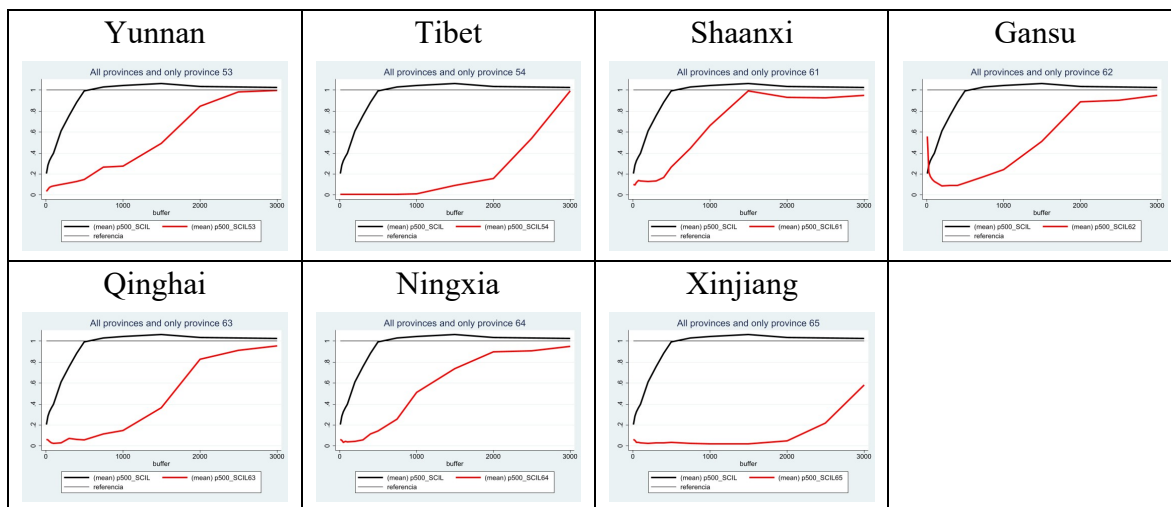 Yunnan
All provinces and only province 53
0 .2 .4 .6 .8 1
0 1000 2000 3000
buffer
(mean) p500_SCIL (mean) p500_SCIL53
referencia
Tibet
All provinces and only province 54
0 .2 .4 .6 .8 1
0 1000 2000 3000
buffer
(mean) p500_SCIL (mean) p500_SCIL54
referencia
Shaanxi
All provinces and only province 61
0 .2 .4 .6 .8 1
0 1000 2000 3000
buffer
(mean) p500_SCIL (mean) p500_SCIL61
referencia
Gansu
All provinces and only province 62
0 .2 .4 .6 .8 1
0 1000 2000 3000
buffer
(mean) p500_SCIL (mean) p500_SCIL62
referencia
Qinghai
All provinces and only province 63
0 .2 .4 .6 .8 1
0 1000 2000 3000
buffer
(mean) p500_SCIL (mean) p500_SCIL63
referencia
Ningxia
All provinces and only province 64
0 .2 .4 .6 .8 1
0 1000 2000 3000
buffer
(mean) p500_SCIL (mean) p500_SCIL64
referencia
Xinjiang
All provinces and only province 65
0 .2 .4 .6 .8 1
0 1000 2000 3000
buffer
(mean) p500_SCIL (mean) p500_SCIL65
referencia